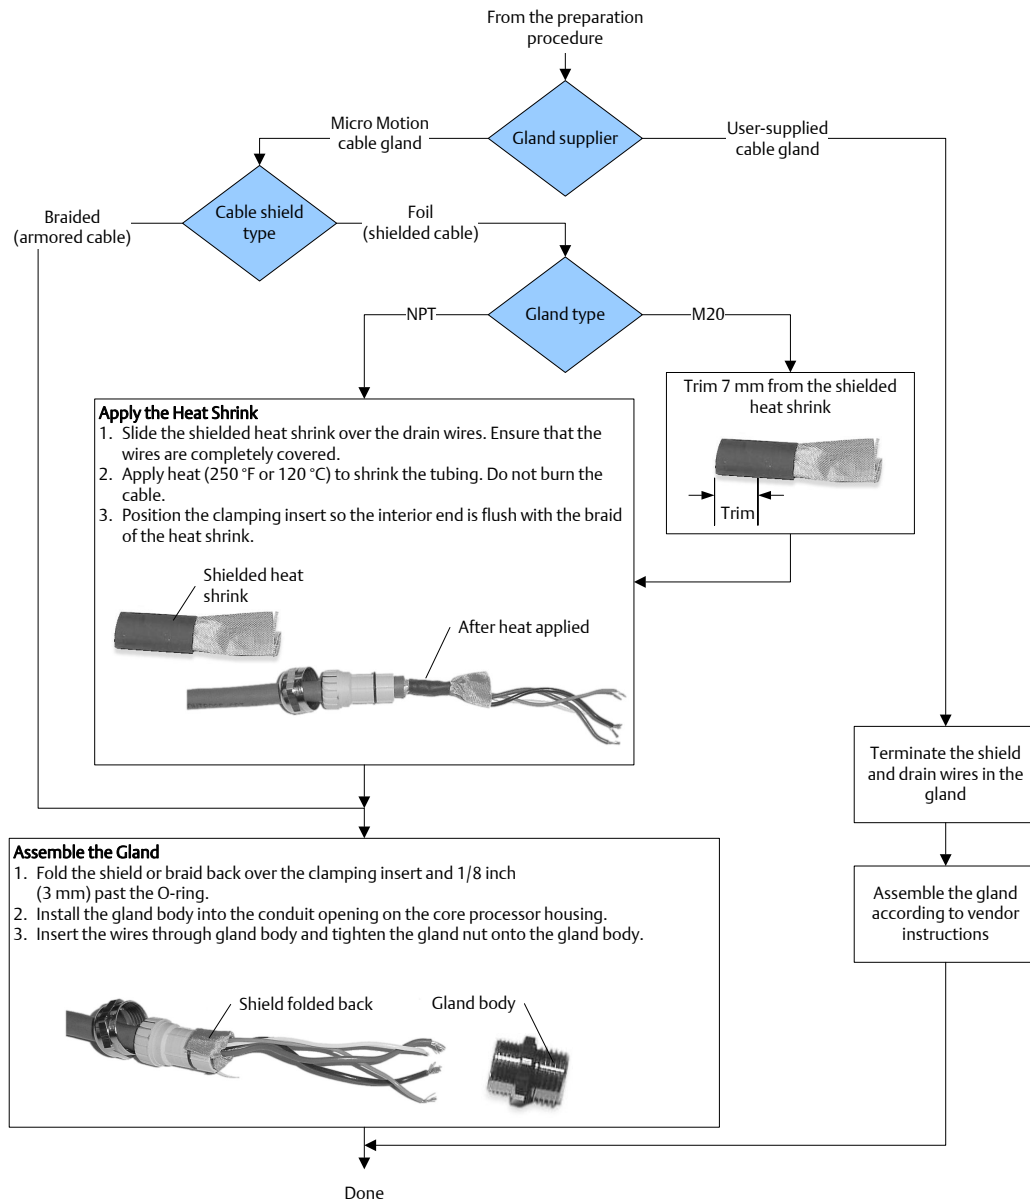 From the preparation
procedure
Gland supplier
Micro Motion
cable gland
User-supplied
cable gland
Cable shield
type
Braided
(armored cable)
Foil
(shielded cable)
Gland type
NPT
M20
Trim 7 mm from the shielded
heat shrink
Trim
Apply the Heat Shrink
1. Slide the shielded heat shrink over the drain wires. Ensure that the
wires are completely covered.
2. Apply heat (250 °F or 120 °C) to shrink the tubing. Do not burn the
cable.
3. Position the clamping insert so the interior end is flush with the braid
of the heat shrink.
Shielded heat
shrink
After heat applied
Terminate the shield
and drain wires in the
gland
Assemble the Gland
1. Fold the shield or braid back over the clamping insert and 1/8 inch
(3 mm) past the O-ring.
2. Install the gland body into the conduit opening on the core processor housing.
3. Insert the wires through gland body and tighten the gland nut onto the gland body.
Shield folded back
Gland body
Assemble the gland
according to vendor
instructions
Done